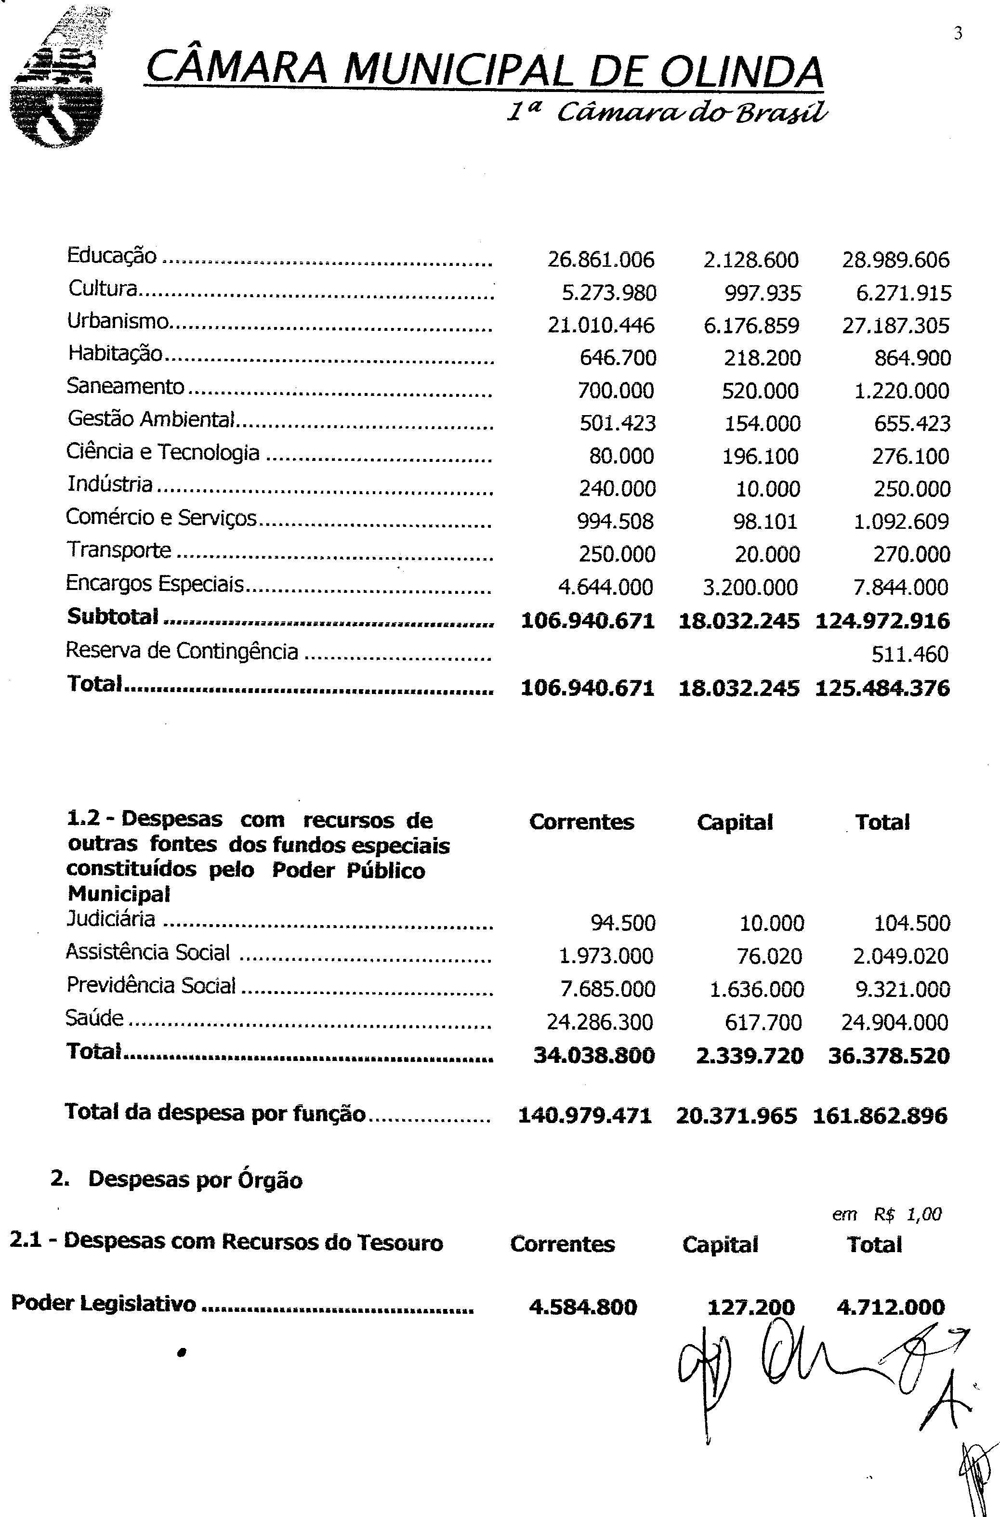 3
CÂMARA MUNICIPAL DE OLINDA
1ª Câmara do Brasil
Educação .................................................. 26.861.006 2.128.600 28.989.606
Cultura..................................................... 5.273.980 997.935 6.271.915
Urbanismo................................................ 21.010.446 6.176.859 27.187.305
Habitação................................................. 646.700 218.200 864.900
Saneamento.............................................. 700.000 520.000 1.220.000
Gestão Ambiental....................................... 501.423 154.000 655.423
Ciência e Tecnologia .................................. 80.000 196.100 276.100
Indústria................................................... 240.000 10.000 250.000
Comércio e Serviços................................... 994.508 98.101 1.092.609
Transporte ................................................ 250.000 20.000 270.000
Encargos Especiais..................................... 4.644.000 3.200.000 7.844.000
Subtotal .................................................. 106.940.671 18.032.245 124.972.916
Reserva de Contingência ............................ 511.460
Total........................................................ 106.940.671 18.032.245 125.484.376
1.2 - Despesas com recursos de Correntes Capital Total
outras fontes dos fundos especiais
constituídos pelo Poder Público
Municipal
Judiciária .................................................. 94.500 10.000 104.500
Assistência Social ...................................... 1.973.000 76.020 2.049.020
Previdência Social...................................... 7.685.000 1.636.000 9.321.000
Saúde....................................................... 24.286.300 617.700 24.904.000
Total........................................................ 34.038.800 2.339.720 36.378.520
Total da despesa por função................... 140.979.471 20.371.965 161.862.896
2. Despesas por Órgão
em R$ 1,00
2.1 - Despesas com Recursos do Tesouro Correntes Capital Total
Poder Legislativo ....................................... 4.584.800 127.200 4.712.000